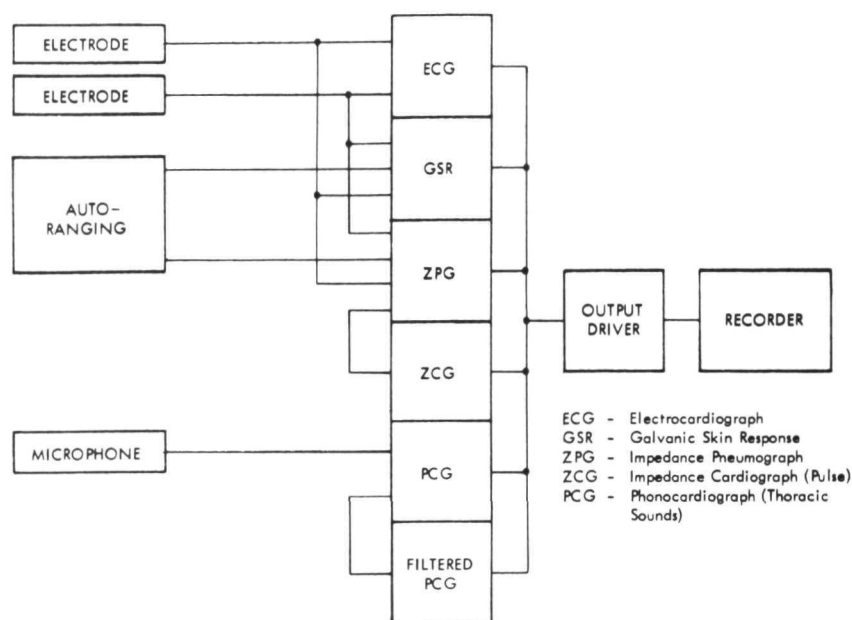 ELECTRODE
ELECTRODE
AUTO-
RANGING
MICROPHONE
ECG
GSR
ZPG
ZCG
PCG
FILTERED
PCG
OUTPUT
DRIVER
RECORDER
ECG - Electrocardiograph
GSR - Galvanic Skin Response
ZPG - Impedance Pneumograph
ZCG - Impedance Cardiograph (Pulse)
PCG - Phonocardiograph (Thoracic
Sounds)